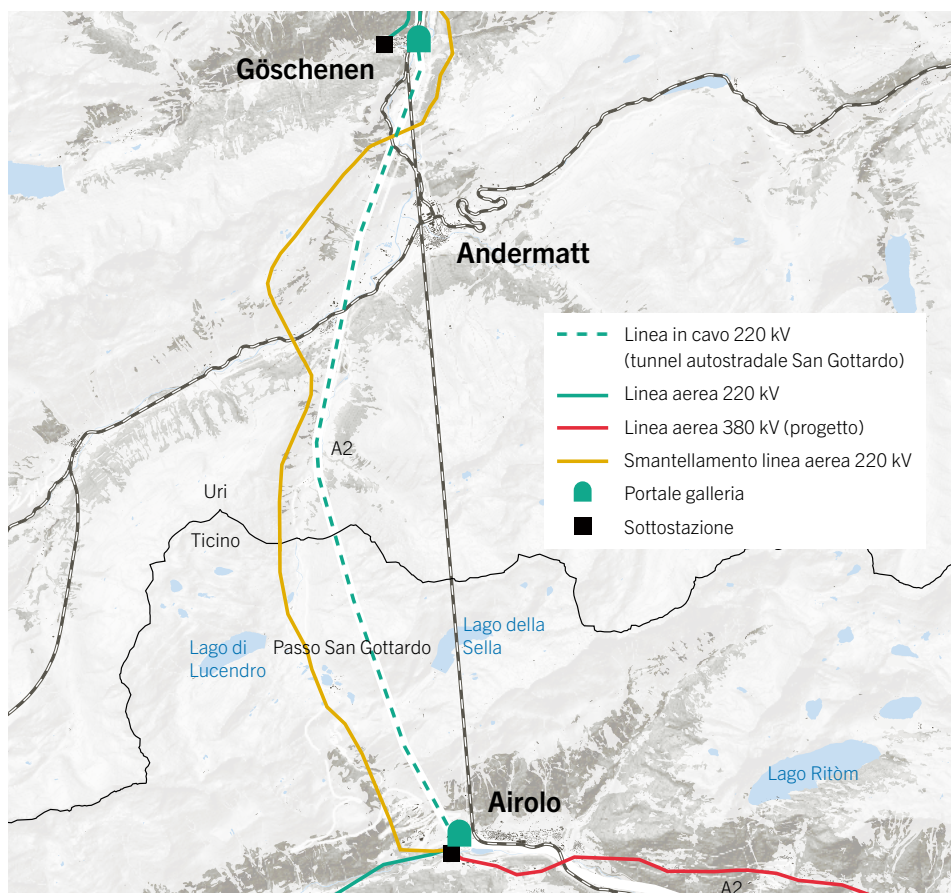 Göschenen
Andermatt
Linea in cavo 220 kV
(tunnel autostradale San Gottardo)
Linea aerea 220 kV
Linea aerea 380 kV (progetto)
Smantellamento linea aerea 220 kV
Portale galleria
Sottostazione
A2
Uri
Ticino
Lago di
Lucendro
Passo San Gottardo
Lago della
Sella
Lago Ritòm
Airolo
A2